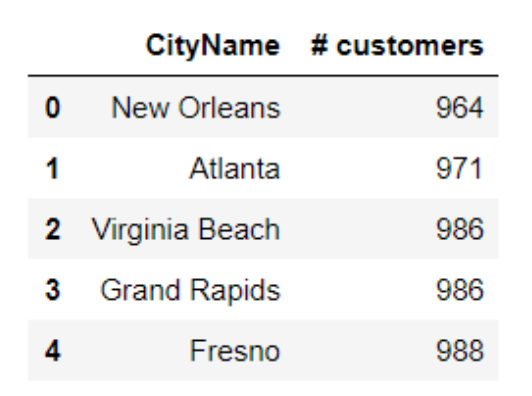 CityName # customers
0 New Orleans 964
1 Atlanta 971
2 Virginia Beach 986
3 Grand Rapids 986
4 Fresno 988